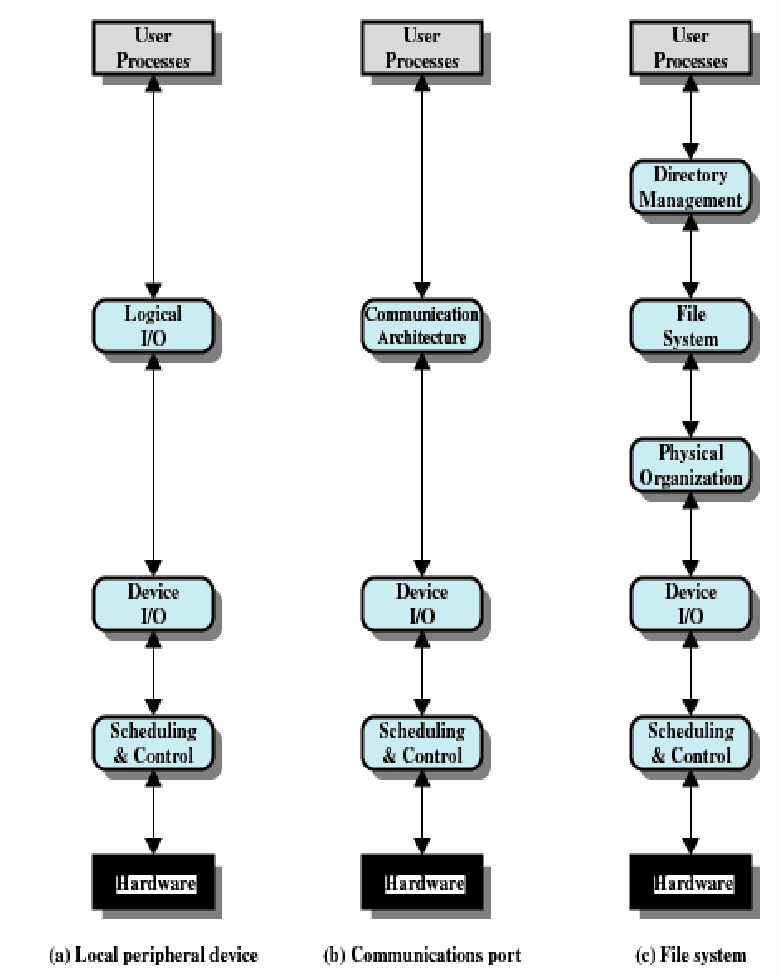 User
Processes
Logical
I/O
Device
I/O
Scheduling
& Control
Hardware
(a) Local peripheral device
User
Processes
Communication
Architecture
Device
I/O
Scheduling
& Control
Hardware
(b) Communications port
User
Processes
Directory
Management
File
System
Physical
Organization
Device
I/O
Scheduling
& Control
Hardware
(c) File system